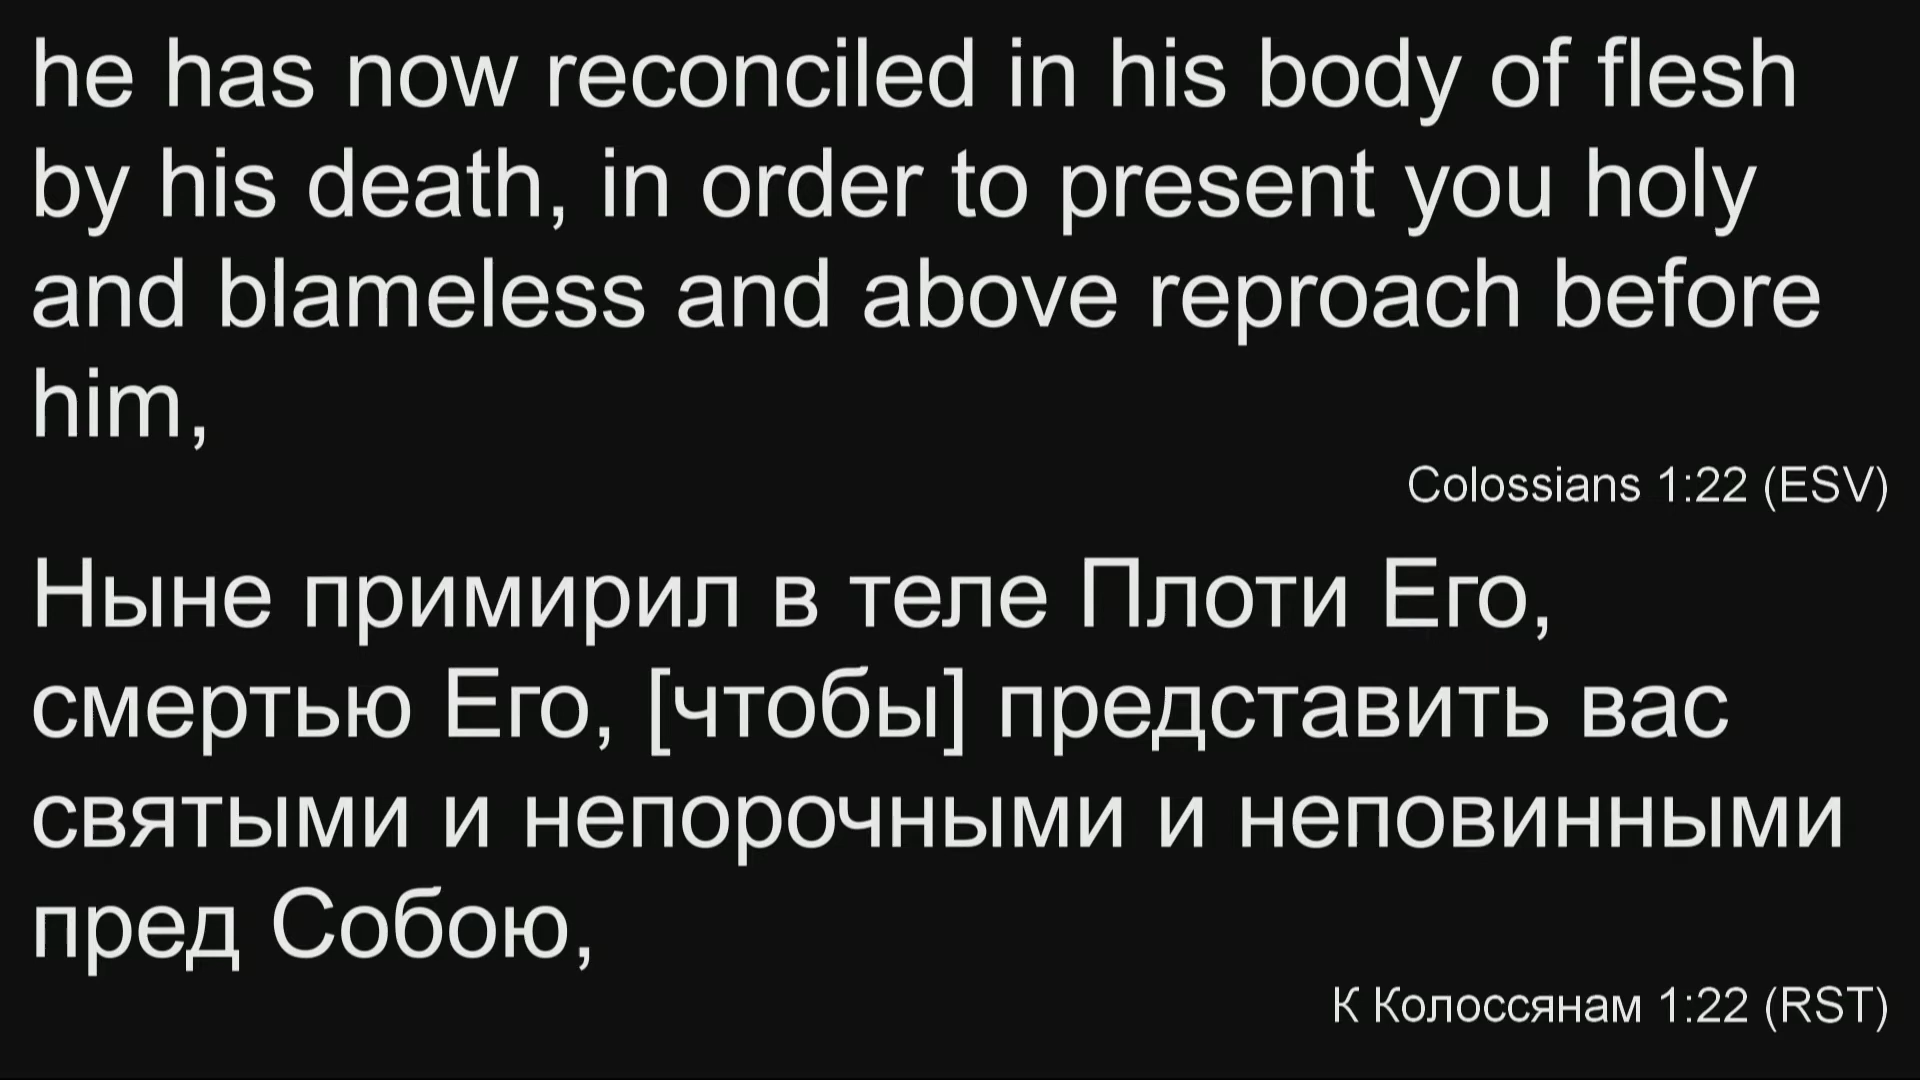 he has now reconciled in his body of flesh
by his death, in order to present you holy
and blameless and above reproach before
him,
Colossians 1:22 (ESV)
Ныне примирил в теле Плоти Его,
смертью Его, [чтобы] представить вас
святыми и непорочными и неповинными
пред Собою,
К Колоссянам 1:22 (RST)